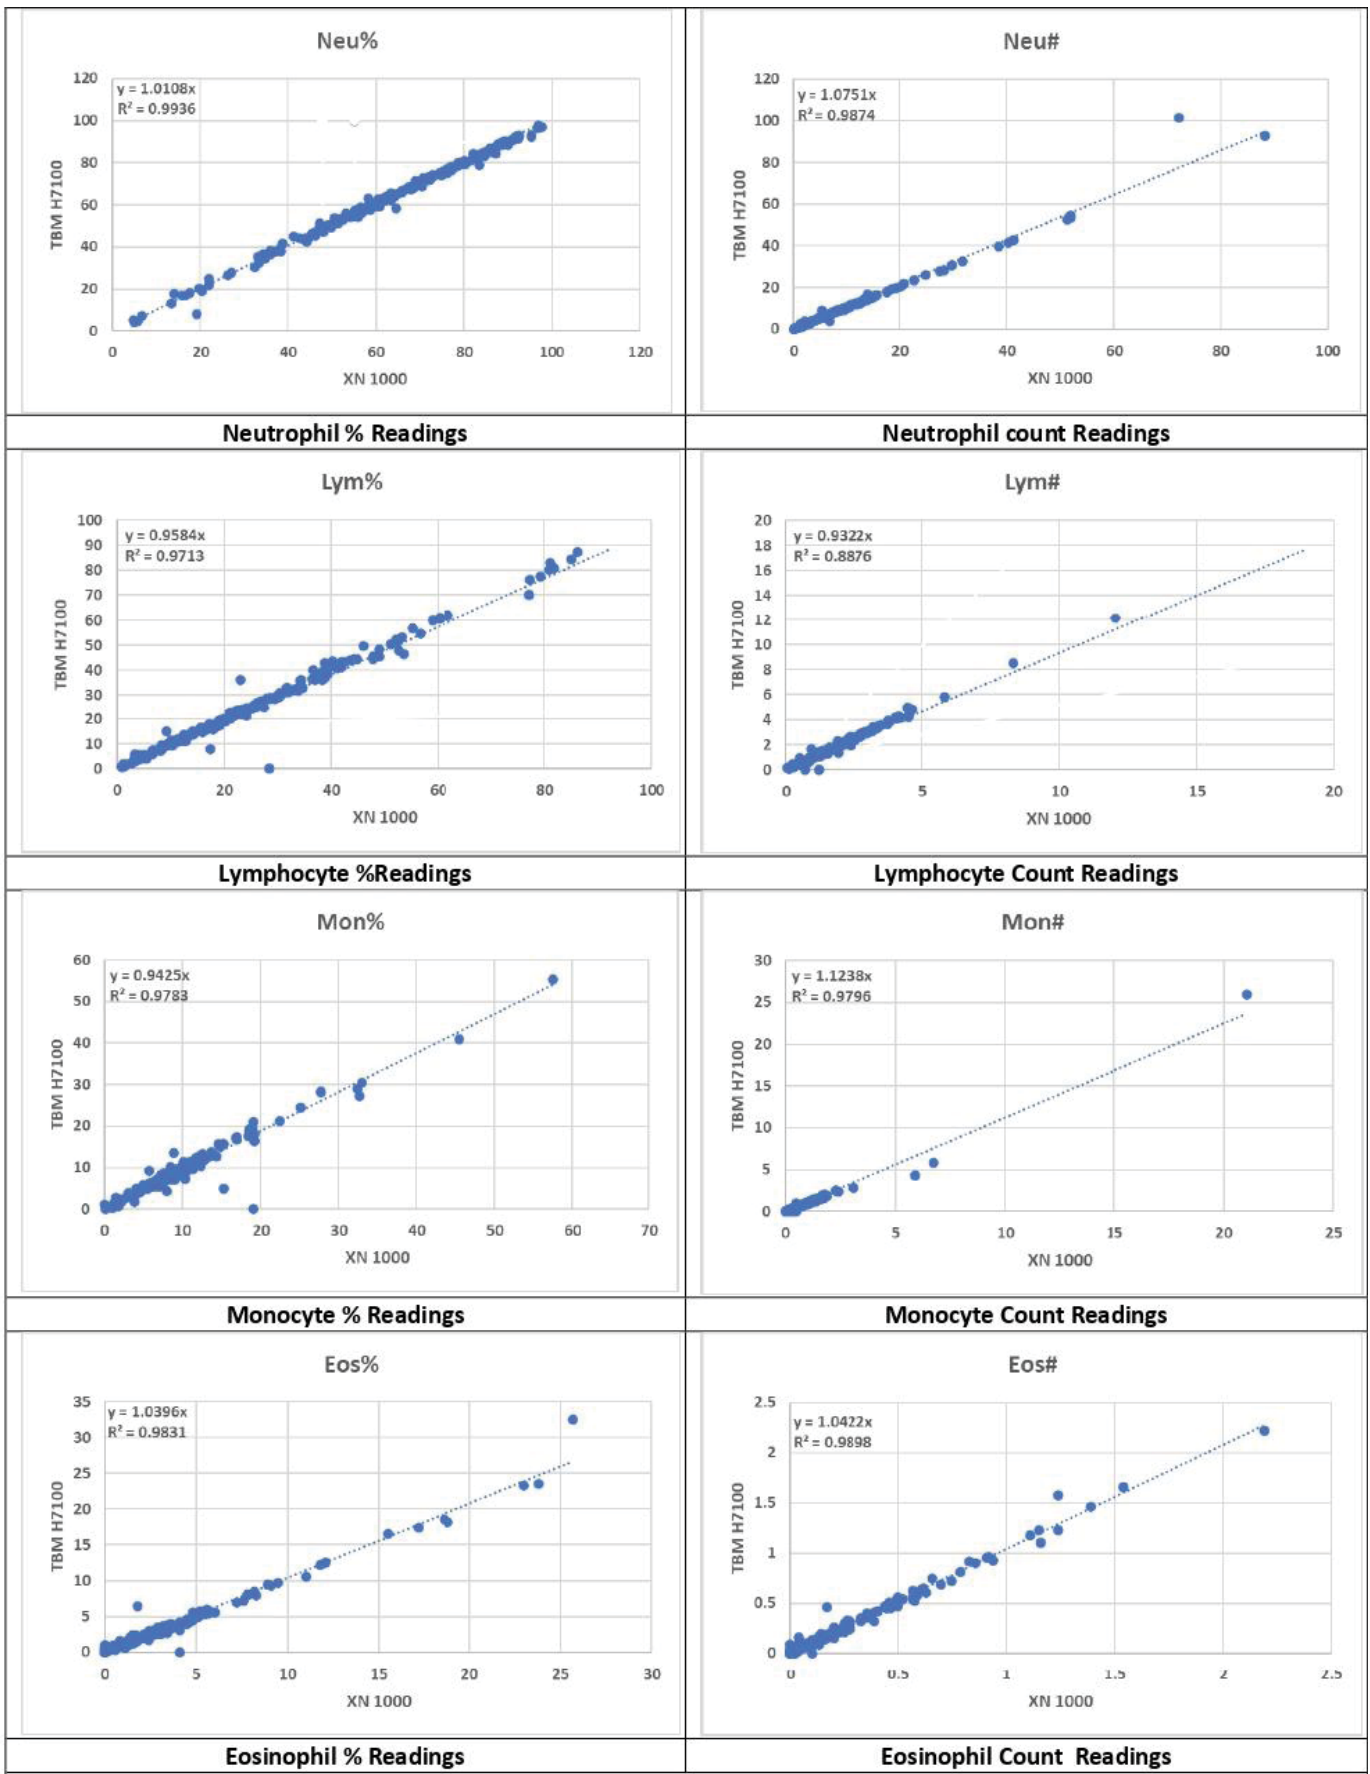 Neu%
y = 1.0108x
R² = 0.9936
120
100
80
60
40
20
0
TBM H7100
0 20 40 60 80 100 120
XN 1000
Neutrophil % Readings
Neu#
y = 1.0751x
R² = 0.9874
120
100
80
60
40
20
0
TBM H7100
0 20 40 60 80 100
XN 1000
Neutrophil count Readings
Lym%
y = 0.9584x
R² = 0.9713
100
90
80
70
60
50
40
30
20
10
0
TBM H7100
0 20 40 60 80 100
XN 1000
Lymphocyte %Readings
Lym#
y = 0.9322x
R² = 0.8876
20
18
16
14
12
10
8
6
4
2
0
TBM H7100
0 5 10 15 20
XN 1000
Lymphocyte Count Readings
Mon%
y = 0.9425x
R² = 0.9783
60
50
40
30
20
10
0
TBM H7100
0 10 20 30 40 50 60 70
XN 1000
Monocyte % Readings
Mon#
y = 1.1238x
R² = 0.9796
30
25
20
15
10
5
0
TBM H7100
0 5 10 15 20 25
XN 1000
Monocyte Count Readings
Eos%
y = 1.0396x
R² = 0.9831
35
30
25
20
15
10
5
0
TBM H7100
0 5 10 15 20 25 30
XN 1000
Eosinophil % Readings
Eos#
y = 1.0422x
R² = 0.9898
2.5
2
1.5
1
0.5
0
TBM H7100
0 0.5 1 1.5 2 2.5
XN 1000
Eosinophil Count Readings